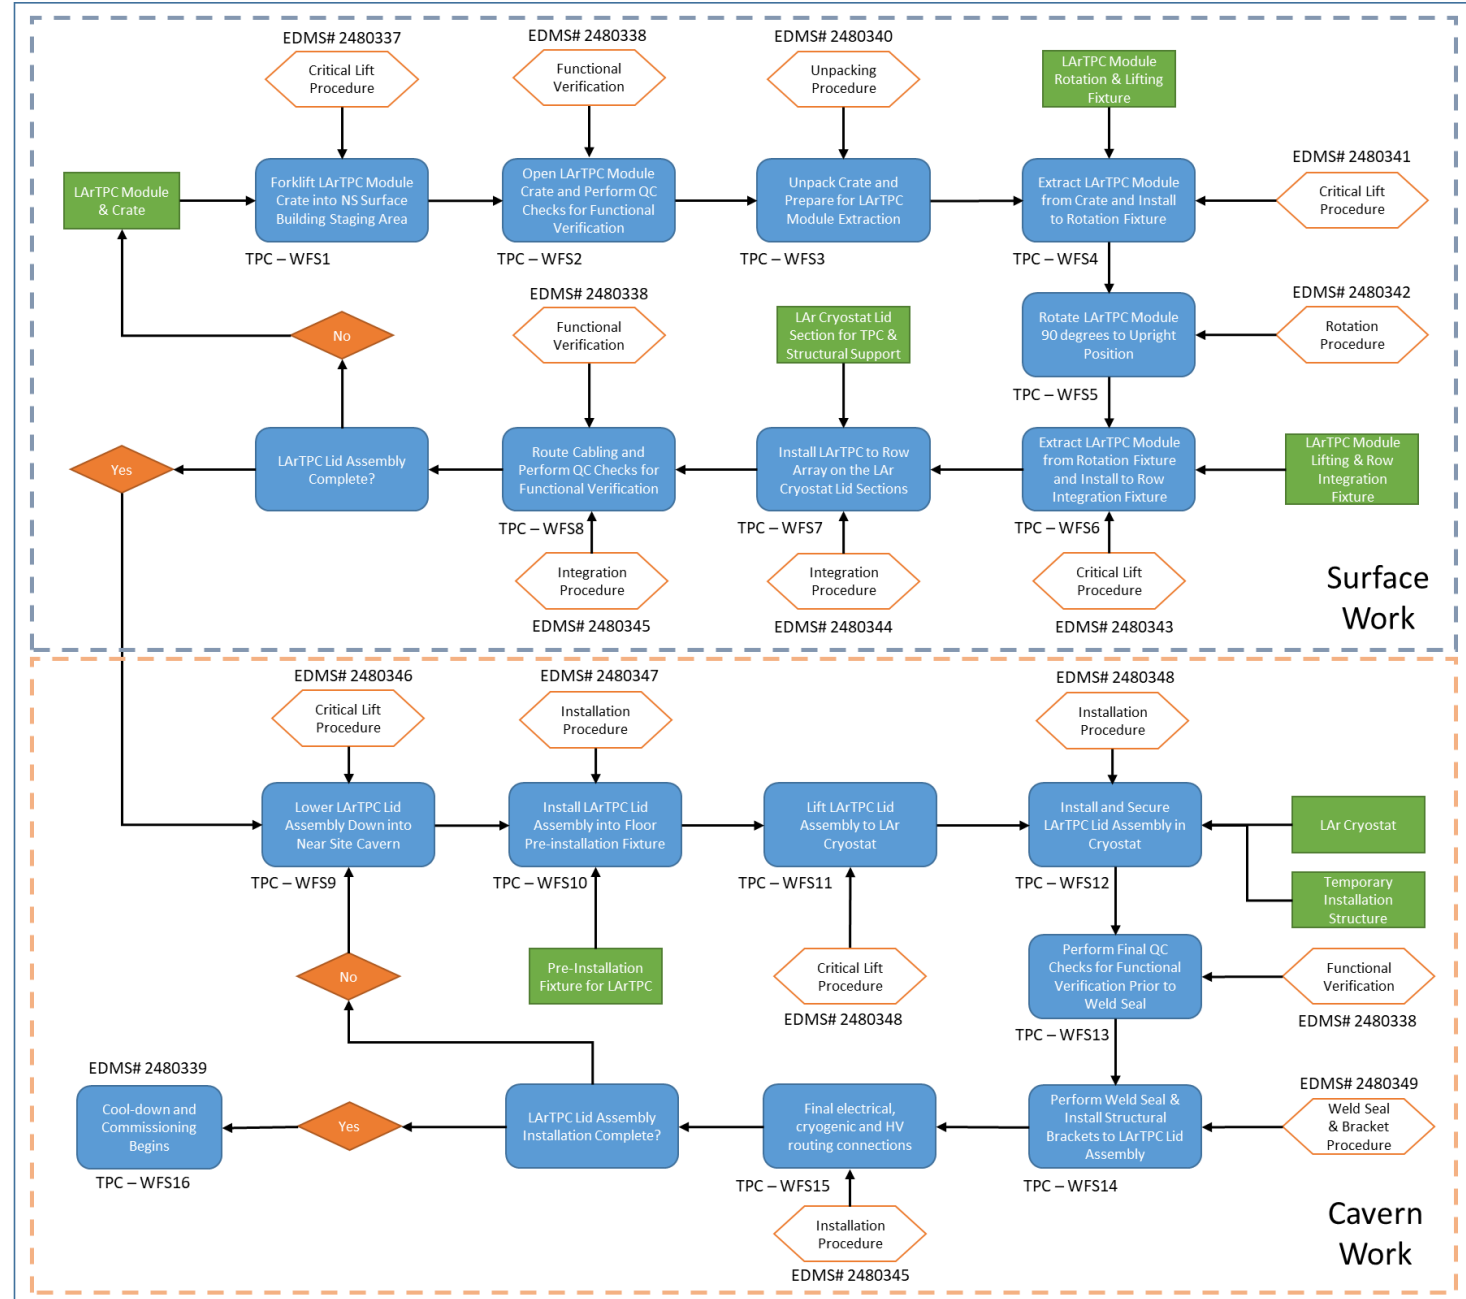 EDMS# 2480337
Critical Lift
Procedure
EDMS# 2480338
Functional
Verification
EDMS# 2480340
Unpacking
Procedure
LArTPC Module
Rotation & Lifting
Fixture
LArTPC Module
& Crate
Forklift LArTPC Module
Crate into NS Surface
Building Staging Area
TPC – WFS1
Open LArTPC Module
Crate and Perform QC
Checks for Functional
Verification
TPC – WFS2
Unpack Crate and
Prepare for LArTPC
Module Extraction
TPC – WFS3
Extract LArTPC Module
from Crate and Install
to Rotation Fixture
TPC – WFS4
EDMS# 2480341
Critical Lift
Procedure
No
EDMS# 2480338
Functional
Verification
LAr Cryostat Lid
Section for TPC &
Structural Support
Rotate LArTPC Module
90 degrees to Upright
Position
TPC – WFS5
EDMS# 2480342
Rotation
Procedure
Yes
LArTPC Lid Assembly
Complete?
Route Cabling and
Perform QC Checks for
Functional Verification
TPC – WFS8
Install LArTPC to Row
Array on the LAr
Cryostat Lid Sections
TPC – WFS7
Extract LArTPC Module
from Rotation Fixture
and Install to Row
Integration Fixture
TPC – WFS6
LArTPC Module
Lifting & Row
Integration
Fixture
Integration
Procedure
EDMS# 2480345
Integration
Procedure
EDMS# 2480344
Critical Lift
Procedure
EDMS# 2480343
Surface
Work
EDMS# 2480346
Critical Lift
Procedure
EDMS# 2480347
Installation
Procedure
EDMS# 2480348
Installation
Procedure
Lower LArTPC Lid
Assembly Down into
Near Site Cavern
TPC – WFS9
Install LArTPC Lid
Assembly into Floor
Pre-installation Fixture
TPC – WFS10
Lift LArTPC Lid
Assembly to LAr
Cryostat
TPC – WFS11
Install and Secure
LArTPC Lid Assembly in
Cryostat
TPC – WFS12
LAr Cryostat
Temporary
Installation
Structure
No
Pre-Installation
Fixture for LArTPC
Critical Lift
Procedure
EDMS# 2480348
Perform Final QC
Checks for Functional
Verification Prior to
Weld Seal
TPC – WFS13
Functional
Verification
EDMS# 2480338
EDMS# 2480339
Cool-down and
Commissioning
Begins
TPC – WFS16
Yes
LArTPC Lid Assembly
Installation Complete?
Final electrical,
cryogenic and HV
routing connections
TPC – WFS15
Perform Weld Seal &
Install Structural
Brackets to LArTPC Lid
Assembly
TPC – WFS14
EDMS# 2480349
Weld Seal
& Bracket
Procedure
Installation
Procedure
EDMS# 2480345
Cavern
Work